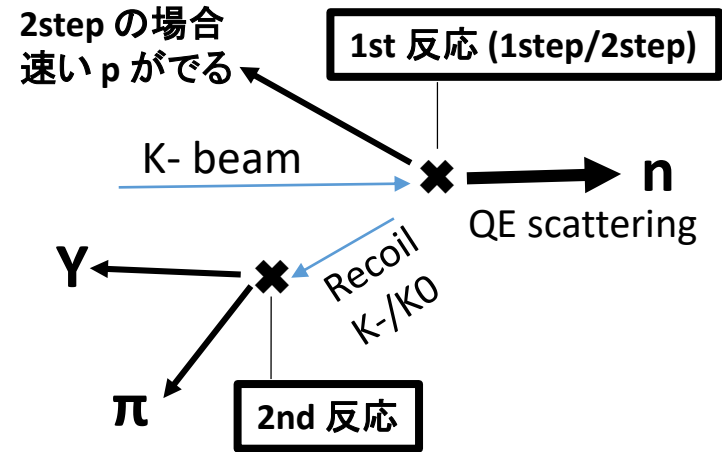 2step の場合
速い p がでる
1st 反応 (1step/2step)
K- beam
n
QE scattering
Recoil
K-/K0
Y
π
2nd 反応